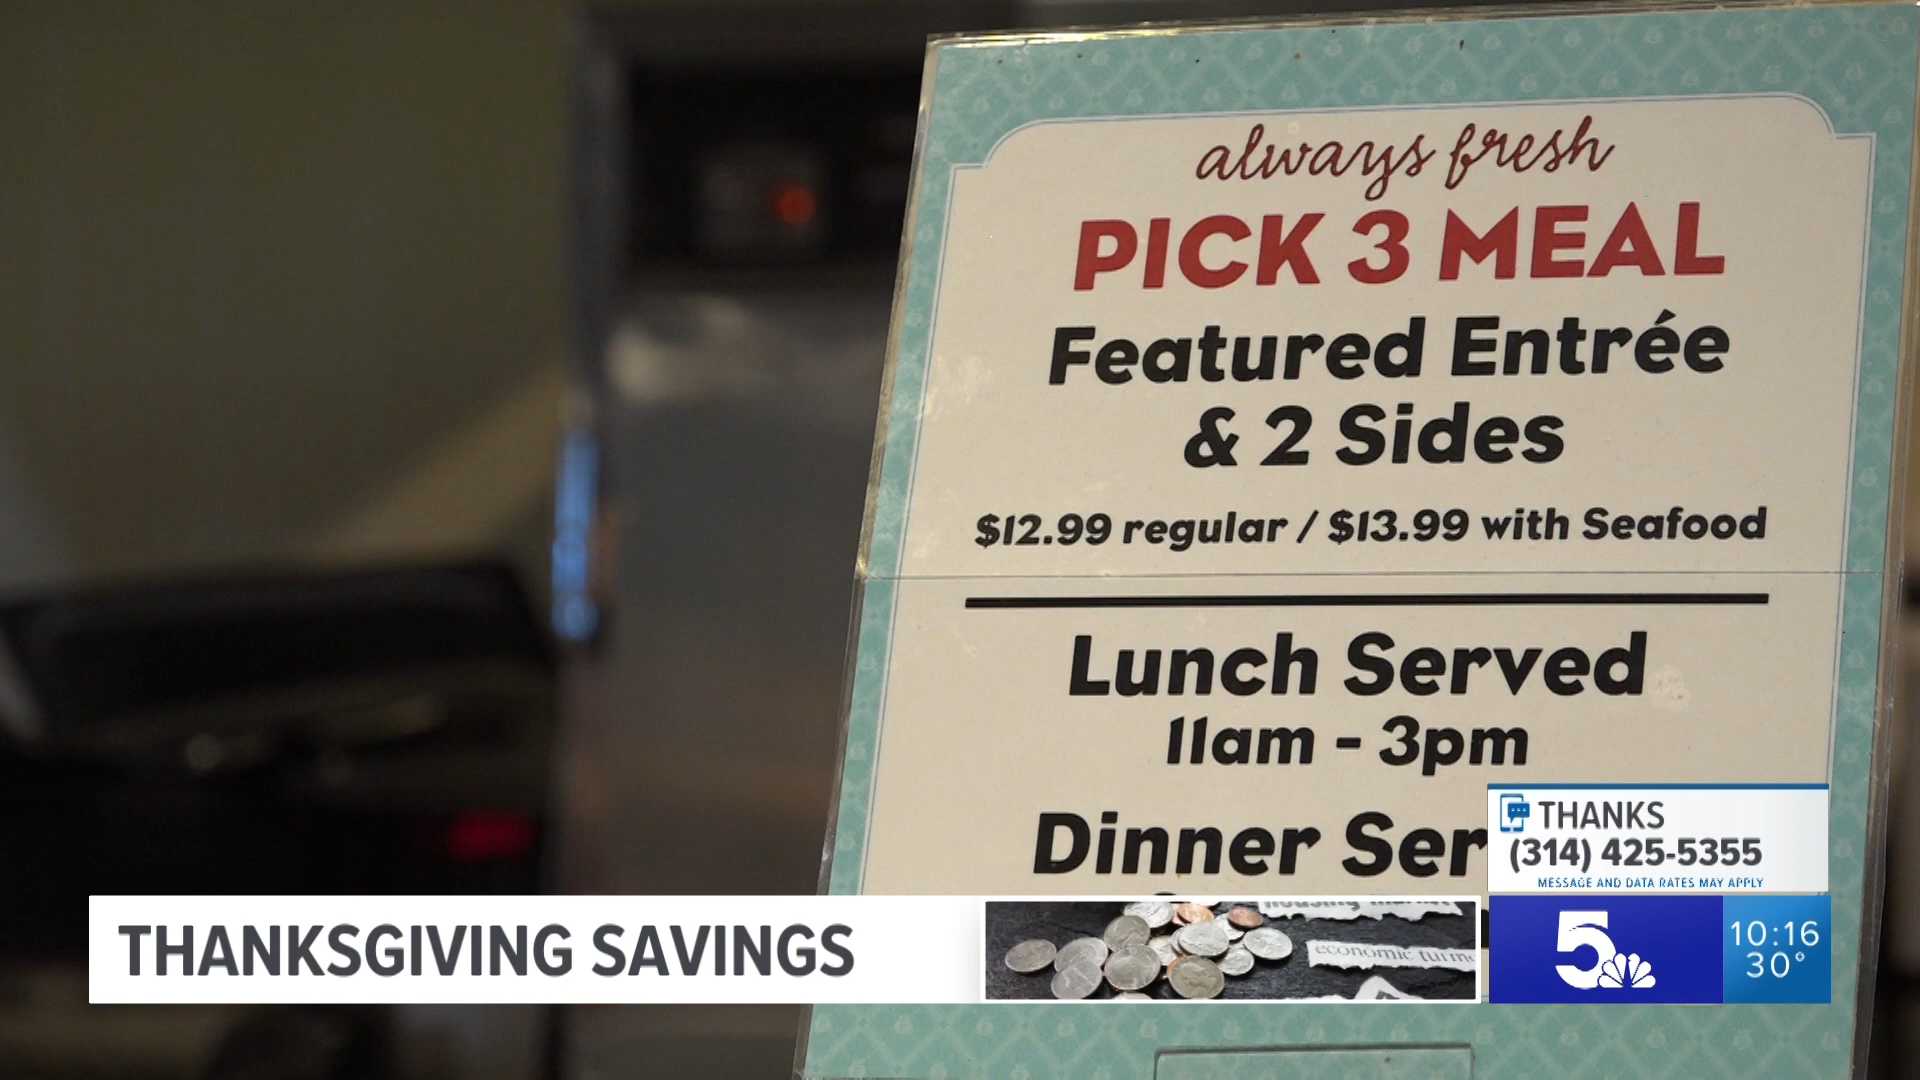 always fresh
PICK 3 MEAL
Featured Entrée
& 2 Sides
$12.99 regular / $13.99 with Seafood
Lunch Served
11am - 3pm
Dinner Ser
THANKS
(314) 425-5355
MESSAGE AND DATA RATES MAY APPLY
THANKSGIVING SAVINGS
economic
5
10:16
30°